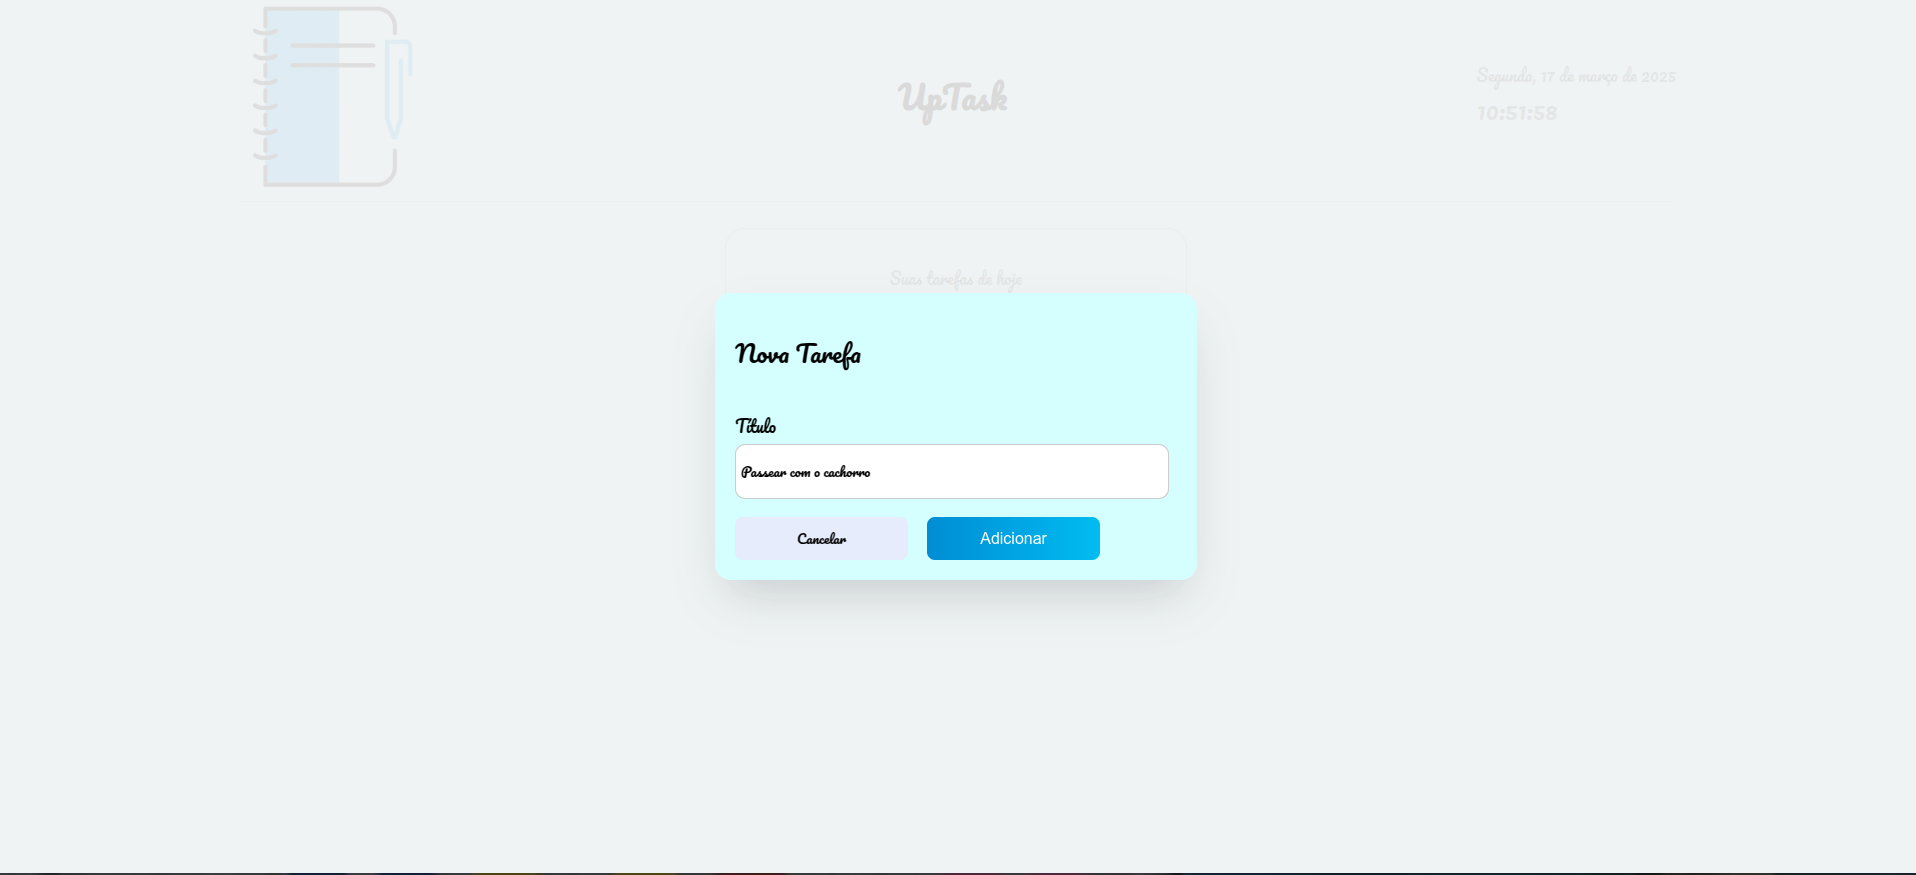 UpTask
Segunda, 17 de março de 2025
10:51:58
Suas tarefas de hoje
Nova Tarefa
Título
Passear com o cachorro
Cancelar
Adicionar